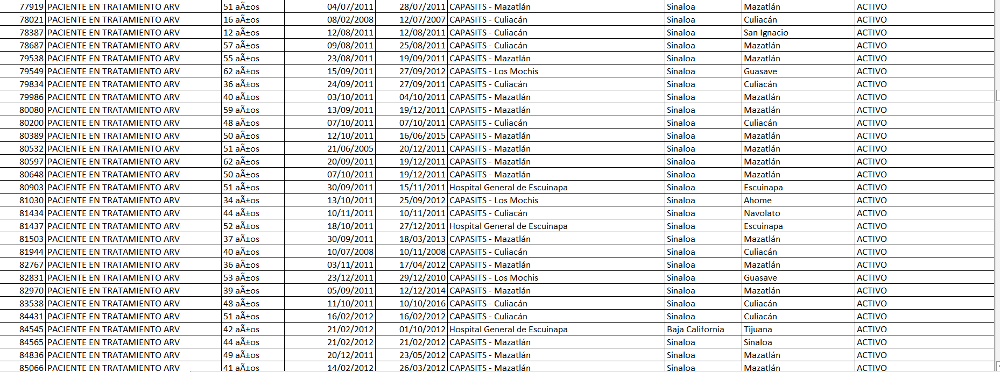 77919 PACIENTE EN TRATAMIENTO ARV 51 aÃ±os 04/07/2011 28/07/2011 CAPASITS - Mazatlán Sinaloa Mazatlán ACTIVO
78021 PACIENTE EN TRATAMIENTO ARV 16 aÃ±os 08/02/2008 12/07/2007 CAPASITS - Culiacán Sinaloa Culiacán ACTIVO
78387 PACIENTE EN TRATAMIENTO ARV 12 aÃ±os 12/08/2011 12/08/2011 CAPASITS - Culiacán Sinaloa San Ignacio ACTIVO
78687 PACIENTE EN TRATAMIENTO ARV 57 aÃ±os 09/08/2011 25/08/2011 CAPASITS - Culiacán Sinaloa Mazatlán ACTIVO
79538 PACIENTE EN TRATAMIENTO ARV 55 aÃ±os 23/08/2011 19/09/2011 CAPASITS - Mazatlán Sinaloa Mazatlán ACTIVO
79549 PACIENTE EN TRATAMIENTO ARV 62 aÃ±os 15/09/2011 27/09/2012 CAPASITS - Los Mochis Sinaloa Guasave ACTIVO
79834 PACIENTE EN TRATAMIENTO ARV 36 aÃ±os 24/09/2011 27/09/2011 CAPASITS - Culiacán Sinaloa Culiacán ACTIVO
79986 PACIENTE EN TRATAMIENTO ARV 40 aÃ±os 03/10/2011 04/10/2011 CAPASITS - Mazatlán Sinaloa Mazatlán ACTIVO
80080 PACIENTE EN TRATAMIENTO ARV 59 aÃ±os 13/09/2011 19/12/2011 CAPASITS - Mazatlán Sinaloa Mazatlán ACTIVO
80200 PACIENTE EN TRATAMIENTO ARV 48 aÃ±os 07/10/2011 07/10/2011 CAPASITS - Culiacán Sinaloa Culiacán ACTIVO
80389 PACIENTE EN TRATAMIENTO ARV 50 aÃ±os 12/10/2011 16/06/2015 CAPASITS - Mazatlán Sinaloa Mazatlán ACTIVO
80532 PACIENTE EN TRATAMIENTO ARV 51 aÃ±os 21/06/2005 20/12/2011 CAPASITS - Mazatlán Sinaloa Mazatlán ACTIVO
80597 PACIENTE EN TRATAMIENTO ARV 62 aÃ±os 20/09/2011 19/12/2011 CAPASITS - Mazatlán Sinaloa Mazatlán ACTIVO
80648 PACIENTE EN TRATAMIENTO ARV 50 aÃ±os 07/10/2011 19/12/2011 CAPASITS - Mazatlán Sinaloa Mazatlán ACTIVO
80903 PACIENTE EN TRATAMIENTO ARV 51 aÃ±os 30/09/2011 15/11/2011 Hospital General de Escuinapa Sinaloa Escuinapa ACTIVO
81030 PACIENTE EN TRATAMIENTO ARV 34 aÃ±os 13/10/2011 25/09/2012 CAPASITS - Los Mochis Sinaloa Ahome ACTIVO
81434 PACIENTE EN TRATAMIENTO ARV 44 aÃ±os 10/11/2011 10/11/2011 CAPASITS - Culiacán Sinaloa Navolato ACTIVO
81437 PACIENTE EN TRATAMIENTO ARV 52 aÃ±os 18/10/2011 27/12/2011 Hospital General de Escuinapa Sinaloa Escuinapa ACTIVO
81503 PACIENTE EN TRATAMIENTO ARV 37 aÃ±os 30/09/2011 18/03/2013 CAPASITS - Mazatlán Sinaloa Mazatlán ACTIVO
81944 PACIENTE EN TRATAMIENTO ARV 40 aÃ±os 10/07/2008 10/11/2008 CAPASITS - Culiacán Sinaloa Culiacán ACTIVO
82767 PACIENTE EN TRATAMIENTO ARV 36 aÃ±os 03/11/2011 17/04/2012 CAPASITS - Mazatlán Sinaloa Mazatlán ACTIVO
82831 PACIENTE EN TRATAMIENTO ARV 53 aÃ±os 23/12/2011 29/12/2010 CAPASITS - Los Mochis Sinaloa Guasave ACTIVO
82970 PACIENTE EN TRATAMIENTO ARV 39 aÃ±os 05/09/2011 12/12/2014 CAPASITS - Mazatlán Sinaloa Mazatlán ACTIVO
83538 PACIENTE EN TRATAMIENTO ARV 48 aÃ±os 11/10/2011 10/10/2016 CAPASITS - Culiacán Sinaloa Culiacán ACTIVO
84431 PACIENTE EN TRATAMIENTO ARV 51 aÃ±os 16/02/2012 16/02/2012 CAPASITS - Culiacán Sinaloa Culiacán ACTIVO
84545 PACIENTE EN TRATAMIENTO ARV 42 aÃ±os 21/02/2012 01/10/2012 Hospital General de Escuinapa Baja California Tijuana ACTIVO
84565 PACIENTE EN TRATAMIENTO ARV 44 aÃ±os 21/02/2012 21/02/2012 CAPASITS - Mazatlán Sinaloa Sinaloa ACTIVO
84836 PACIENTE EN TRATAMIENTO ARV 49 aÃ±os 20/12/2011 23/05/2012 CAPASITS - Mazatlán Sinaloa Mazatlán ACTIVO
85066 PACIENTE EN TRATAMIENTO ARV 41 aÃ±os 14/02/2012 26/03/2012 CAPASITS - Mazatlán Sinaloa Mazatlán ACTIVO